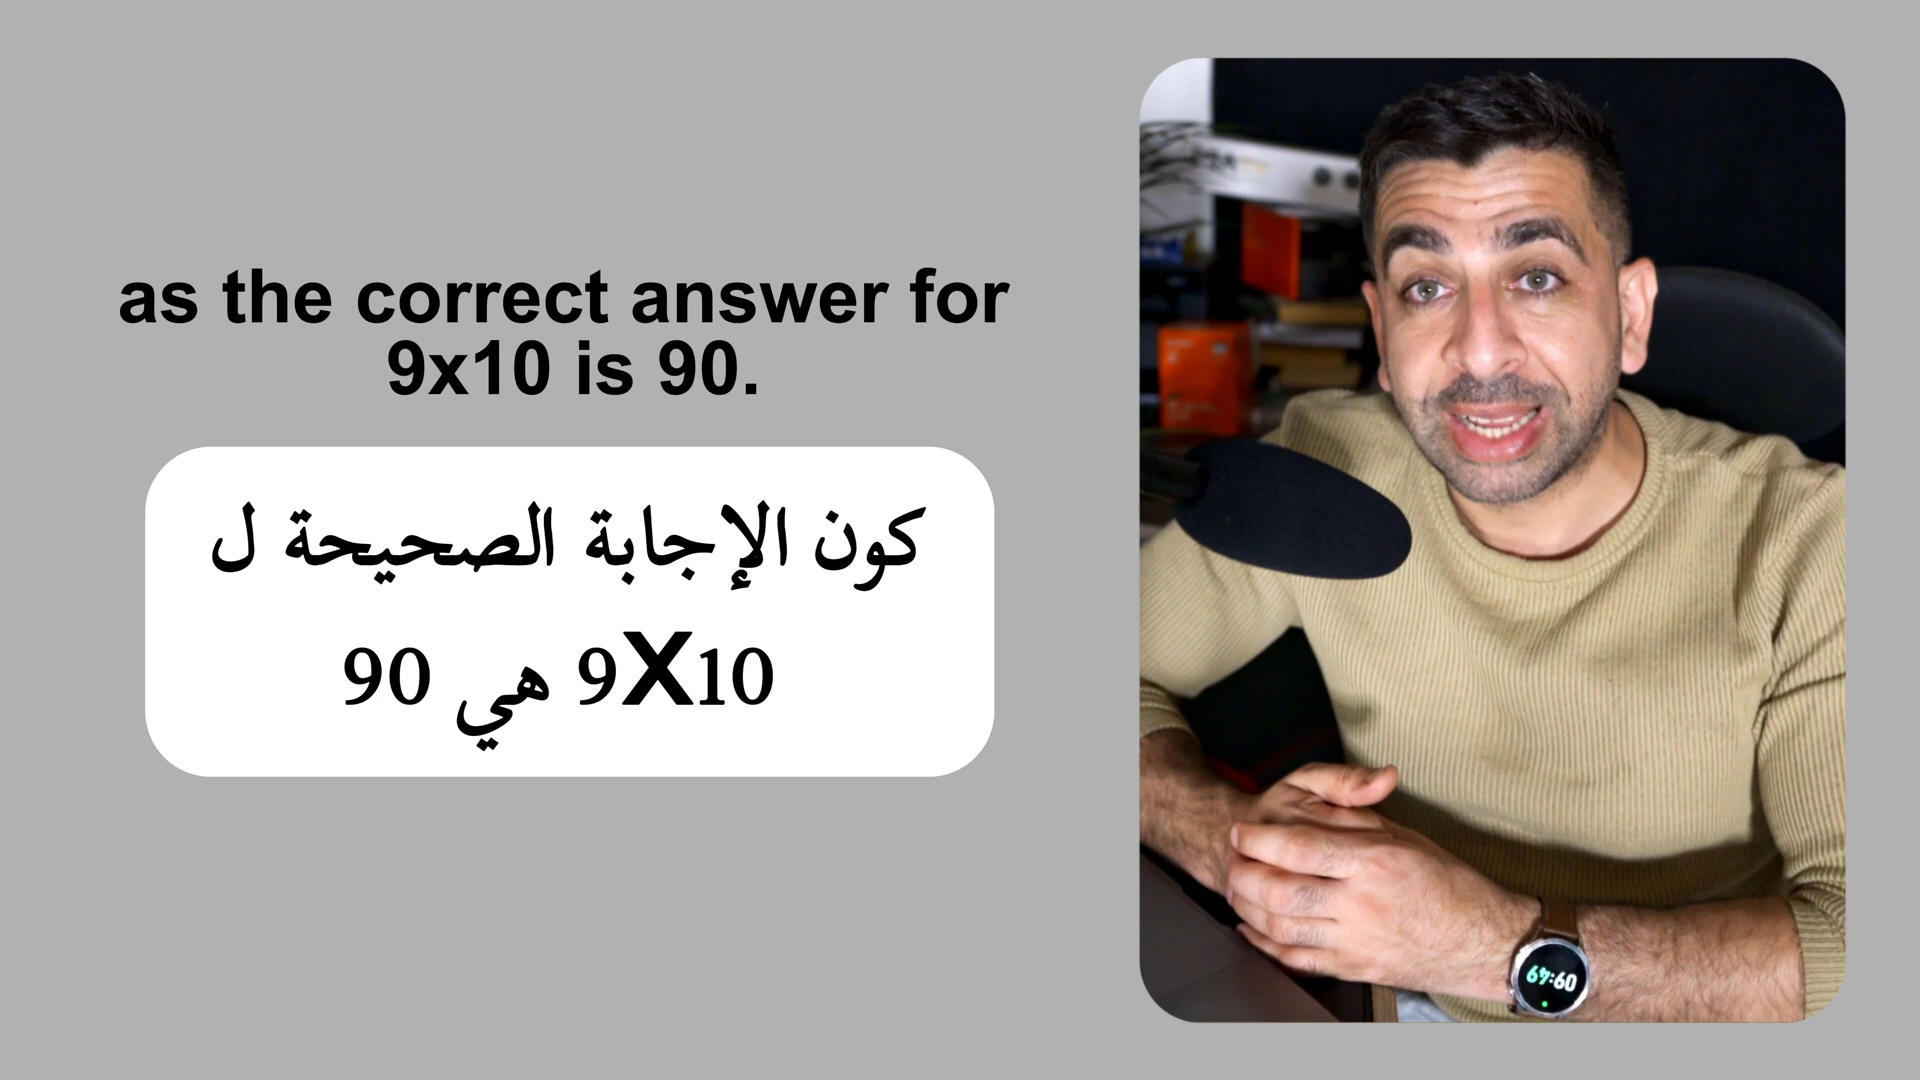 as the correct answer for
9x10 is 90.
كون الإجابة الصحيحة ل
9X10 هي 90